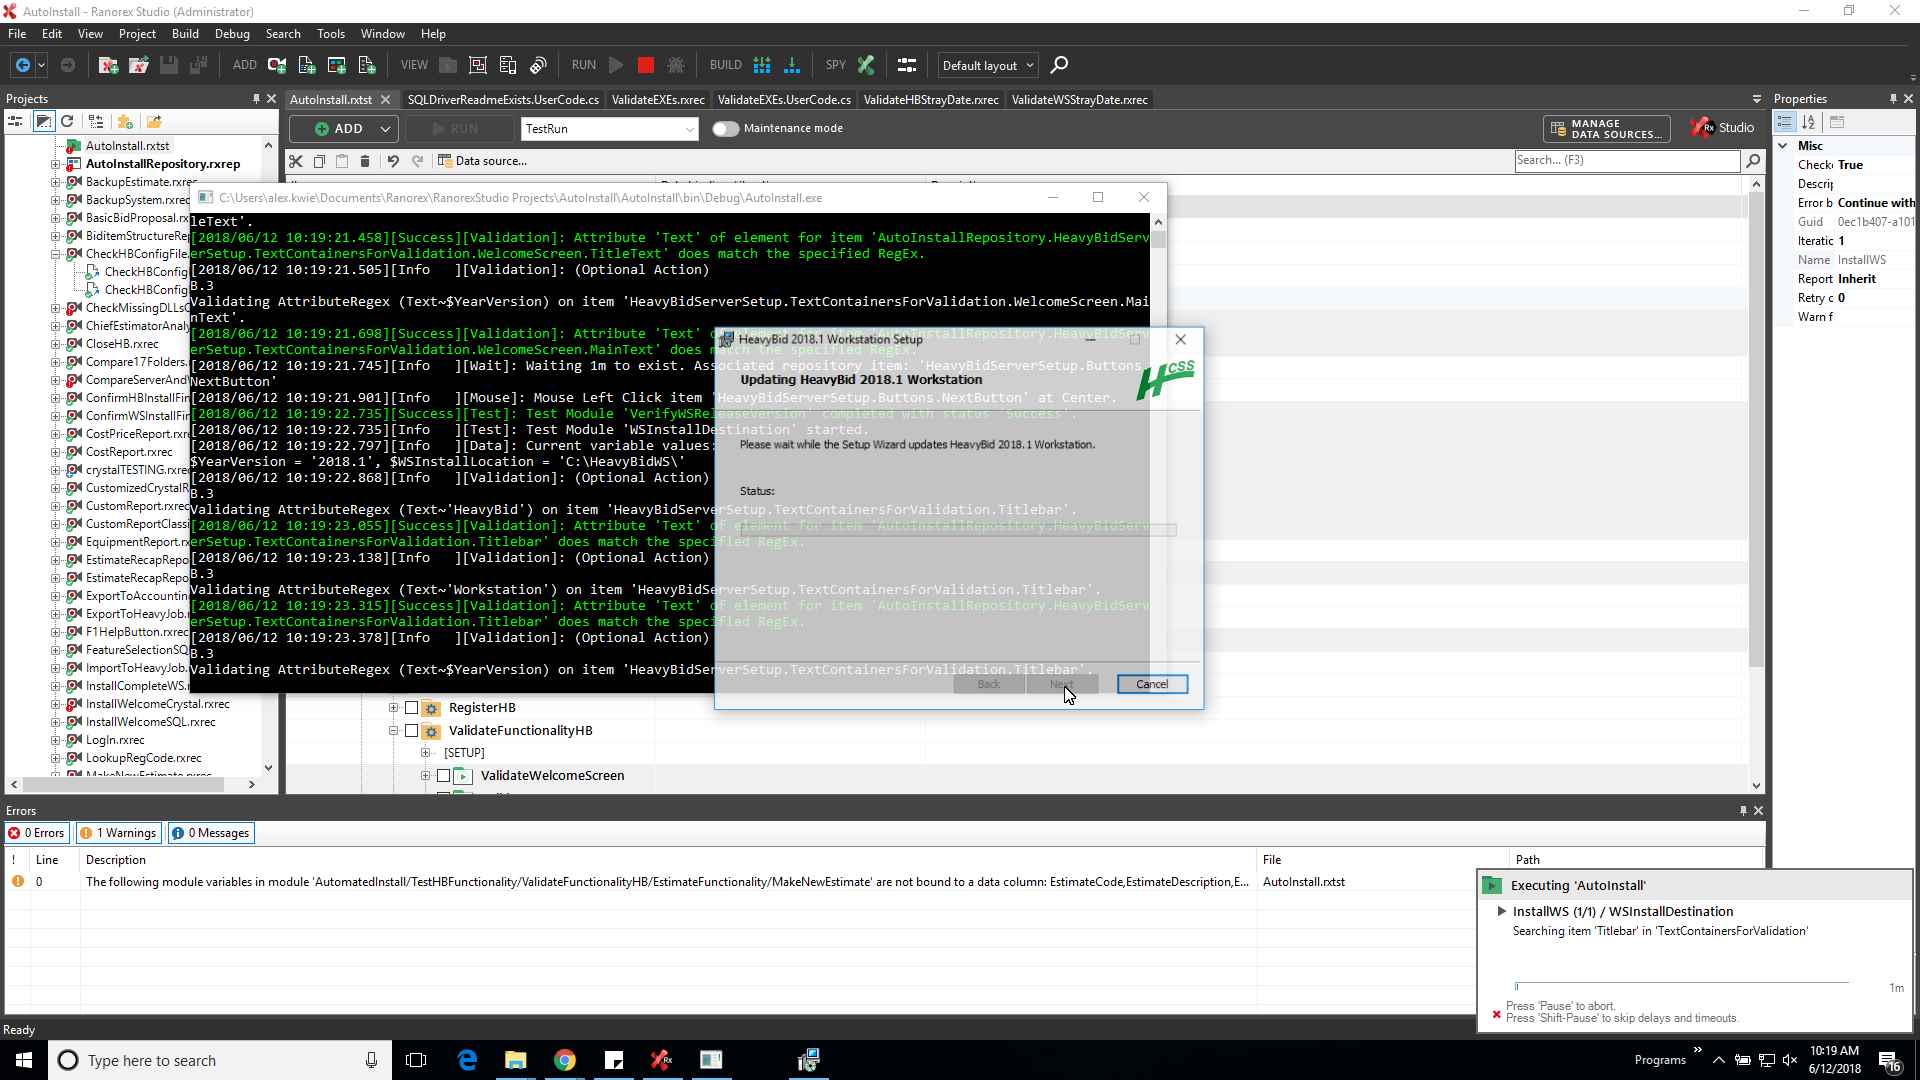 AutoInstall - Ranorex Studio (Administrator)
File Edit View Project Build Debug Search Tools Window Help
ADD VIEW RUN BUILD SPY Default layout
Projects
AutoInstall.rxtst SQLDriverReadmeExists.UserCode.cs ValidateEXEs.rxrec ValidateEXEs.UserCode.cs ValidateHBStrayDate.rxrec ValidateWSStrayDate.rxrec
Properties
ADD RUN TestRun Maintenance mode
MANAGE
DATA SOURCES...
Rx Studio
Data source...
Search... (F3)
Misc
Checke True
Descrip
Error b Continue with
Guid 0ec1b407-a101
Iteratic 1
Name InstallWS
Report Inherit
Retry c 0
Warn f
AutoInstall.rxtst
AutoInstallRepository.rxrep
BackupEstimate.rxrec
BackupSystem.rxrec
BasicBidProposal.rx
BiditemStructureRe
CheckHBConfigFile
CheckHBConfig
CheckHBConfig
CheckMissingDLLsC
ChiefEstimatorAnaly
CloseHB.rxrec
Compare17Folders.
CompareServerAnd
ConfirmHBInstallFir
ConfirmWSInstallFir
CostPriceReport.rxr
CostReport.rxrec
crystalTESTING.rxre
CustomizedCrystalR
CustomReport.rxrec
CustomReportClassi
EquipmentReport.rx
EstimateRecapRepo
EstimateRecapRepo
ExportToAccounting
ExportToHeavyJob.
F1HelpButton.rxrec
FeatureSelectionSQ
ImportToHeavyJob.
InstallCompleteWS.
InstallWelcomeCrystal.rxrec
InstallWelcomeSQL.rxrec
LogIn.rxrec
LookupRegCode.rxrec
MakeNewEstimate.rxrec
C:\Users\alex.kwie\Documents\Ranorex\RanorexStudio Projects\AutoInstall\AutoInstall\bin\Debug\AutoInstall.exe
leText'.
[2018/06/12 10:19:21.458][Success][Validation]: Attribute 'Text' of element for item 'AutoInstallRepository.HeavyBidServ
erSetup.TextContainersForValidation.WelcomeScreen.TitleText' does match the specified RegEx.
[2018/06/12 10:19:21.505][Info   ][Validation]: (Optional Action)
B.3
Validating AttributeRegex (Text~$YearVersion) on item 'HeavyBidServerSetup.TextContainersForValidation.WelcomeScreen.Mai
nText'.
[2018/06/12 10:19:21.698][Success][Validation]: Attribute 'Text' of element for item 'AutoInstallRepository.HeavyBidServ
erSetup.TextContainersForValidation.WelcomeScreen.MainText' does match the specified RegEx.
[2018/06/12 10:19:21.745][Info   ][Wait]: Waiting 1m to exist. Associated repository item: 'HeavyBidServerSetup.Buttons.
NextButton'
[2018/06/12 10:19:21.901][Info   ][Mouse]: Mouse Left Click item 'HeavyBidServerSetup.Buttons.NextButton' at Center.
[2018/06/12 10:19:22.735][Success][Test]: Test Module 'VerifyWSReleaseVersion' completed with status 'Success'.
[2018/06/12 10:19:22.735][Info   ][Test]: Test Module 'WSInstallDestination' started.
[2018/06/12 10:19:22.797][Info   ][Data]: Current variable values:
$YearVersion = '2018.1', $WSInstallLocation = 'C:\HeavyBidWS\'
[2018/06/12 10:19:22.868][Info   ][Validation]: (Optional Action)
B.3
Validating AttributeRegex (Text~'HeavyBid') on item 'HeavyBidServerSetup.TextContainersForValidation.Titlebar'.
[2018/06/12 10:19:23.055][Success][Validation]: Attribute 'Text' of element for item 'AutoInstallRepository.HeavyBidServ
erSetup.TextContainersForValidation.Titlebar' does match the specified RegEx.
[2018/06/12 10:19:23.138][Info   ][Validation]: (Optional Action)
B.3
Validating AttributeRegex (Text~'Workstation') on item 'HeavyBidServerSetup.TextContainersForValidation.Titlebar'.
[2018/06/12 10:19:23.315][Success][Validation]: Attribute 'Text' of element for item 'AutoInstallRepository.HeavyBidServ
erSetup.TextContainersForValidation.Titlebar' does match the specified RegEx.
[2018/06/12 10:19:23.378][Info   ][Validation]: (Optional Action)
B.3
Validating AttributeRegex (Text~$YearVersion) on item 'HeavyBidServerSetup.TextContainersForValidation.Titlebar'.
HeavyBid 2018.1 Workstation Setup
Updating HeavyBid 2018.1 Workstation
HCSS
Please wait while the Setup Wizard updates HeavyBid 2018.1 Workstation.
Status:
Back Next Cancel
RegisterHB
ValidateFunctionalityHB
[SETUP]
ValidateWelcomeScreen
Errors
0 Errors 1 Warnings 0 Messages
! Line Description File Path
0 The following module variables in module 'AutomatedInstall/TestHBFunctionality/ValidateFunctionalityHB/EstimateFunctionality/MakeNewEstimate' are not bound to a data column: EstimateCode,EstimateDescription,E... AutoInstall.rxtst
Executing 'AutoInstall'
InstallWS (1/1) / WSInstallDestination
Searching item 'Titlebar' in 'TextContainersForValidation'
1m
Press 'Pause' to abort.
Press 'Shift-Pause' to skip delays and timeouts.
Ready
Type here to search
Programs
10:19 AM
6/12/2018
16